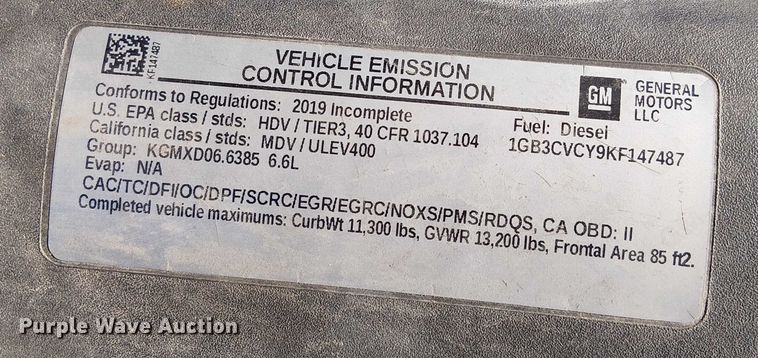 KF147487
VEHICLE EMISSION
CONTROL INFORMATION
GM
GENERAL
MOTORS
LLC
Conforms to Regulations: 2019 Incomplete
U.S. EPA class / stds: HDV / TIER3, 40 CFR 1037.104
California class / stds: MDV / ULEV400
Group: KGMXD06.6385 6.6L
Evap: N/A
Fuel: Diesel
1GB3CVCY9KF147487
CAC/TC/DFI/OC/DPF/SCRC/EGR/EGRC/NOXS/PMS/RDQS, CA OBD: II
Completed vehicle maximums: CurbWt 11,300 lbs, GVWR 13,200 lbs, Frontal Area 85 ft2.
Purple Wave Auction